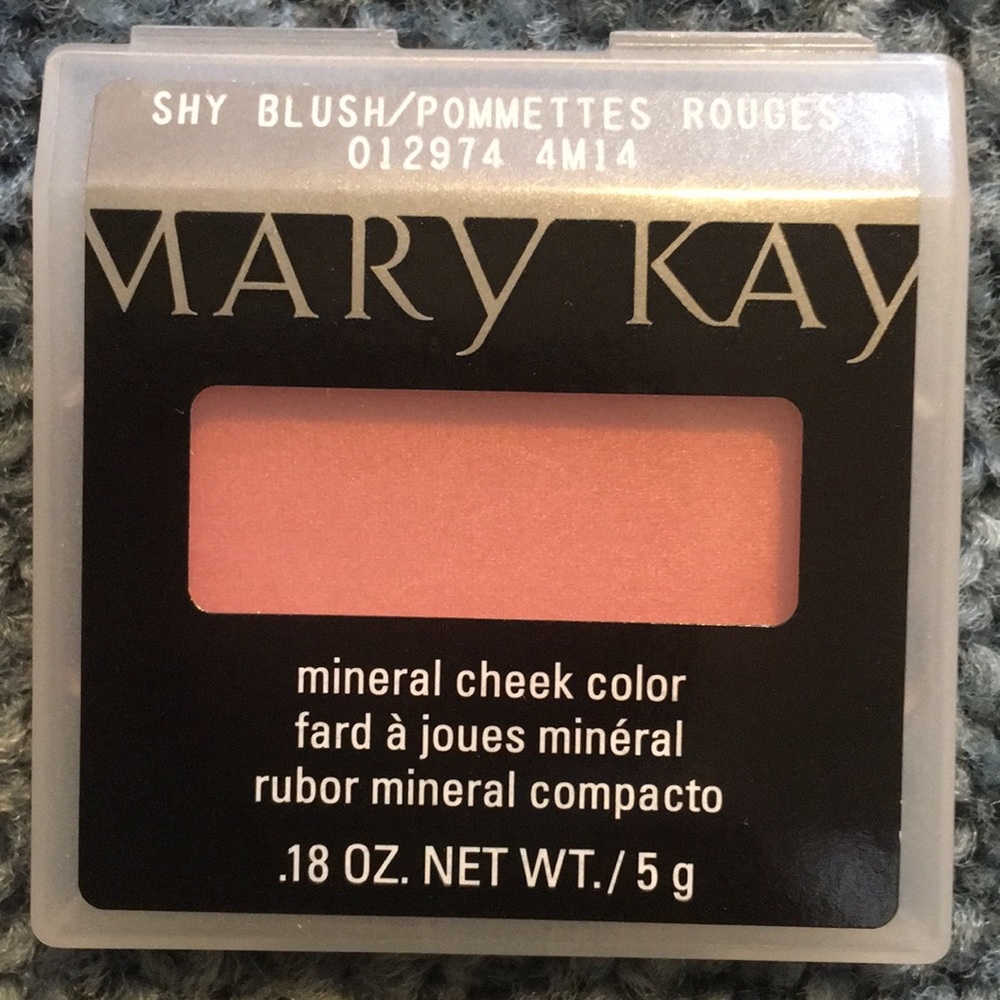 SHY BLUSH/POMMETTES ROUGES
012974 4M14
MARY KAY
mineral cheek color
fard à joues minéral
rubor mineral compacto
.18 OZ. NET WT./ 5 g